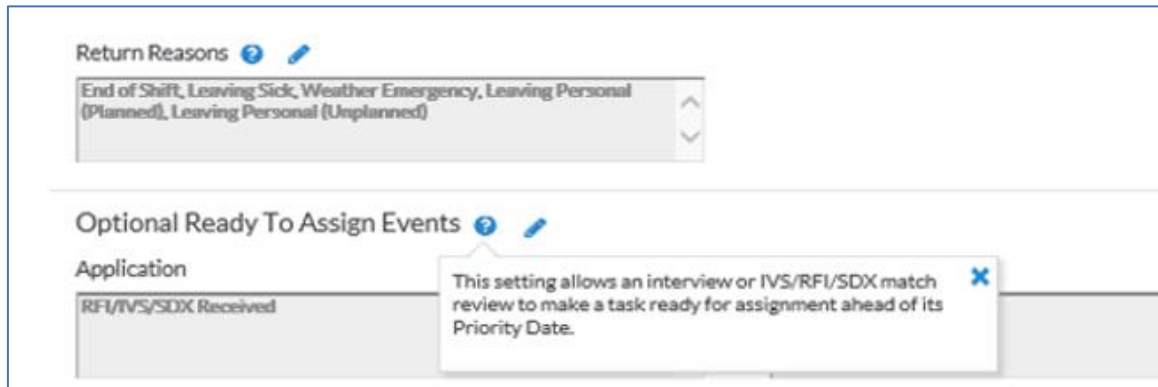 Return Reasons
End of Shift, Leaving Sick, Weather Emergency, Leaving Personal
(Planned), Leaving Personal (Unplanned)
Optional Ready To Assign Events
Application
RFI/IVS/SDX Received
This setting allows an interview or IVS/RFI/SDX match
review to make a task ready for assignment ahead of its
Priority Date.